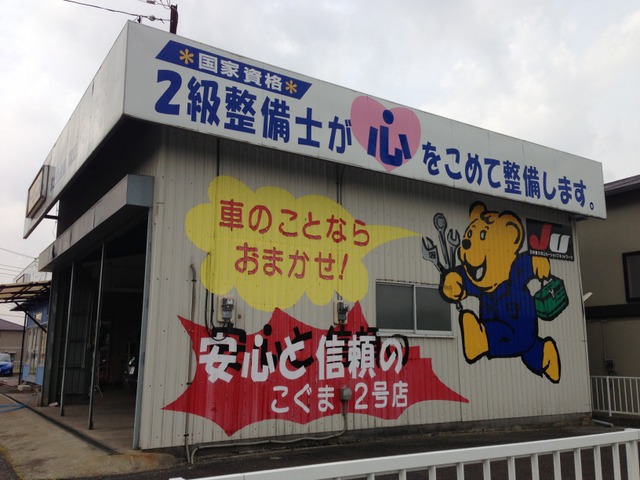 *国家資格*
2級整備士が心をこめて整備します。
車のことなら
おまかせ!
JU
安心と信頼の
こぐま 2号店